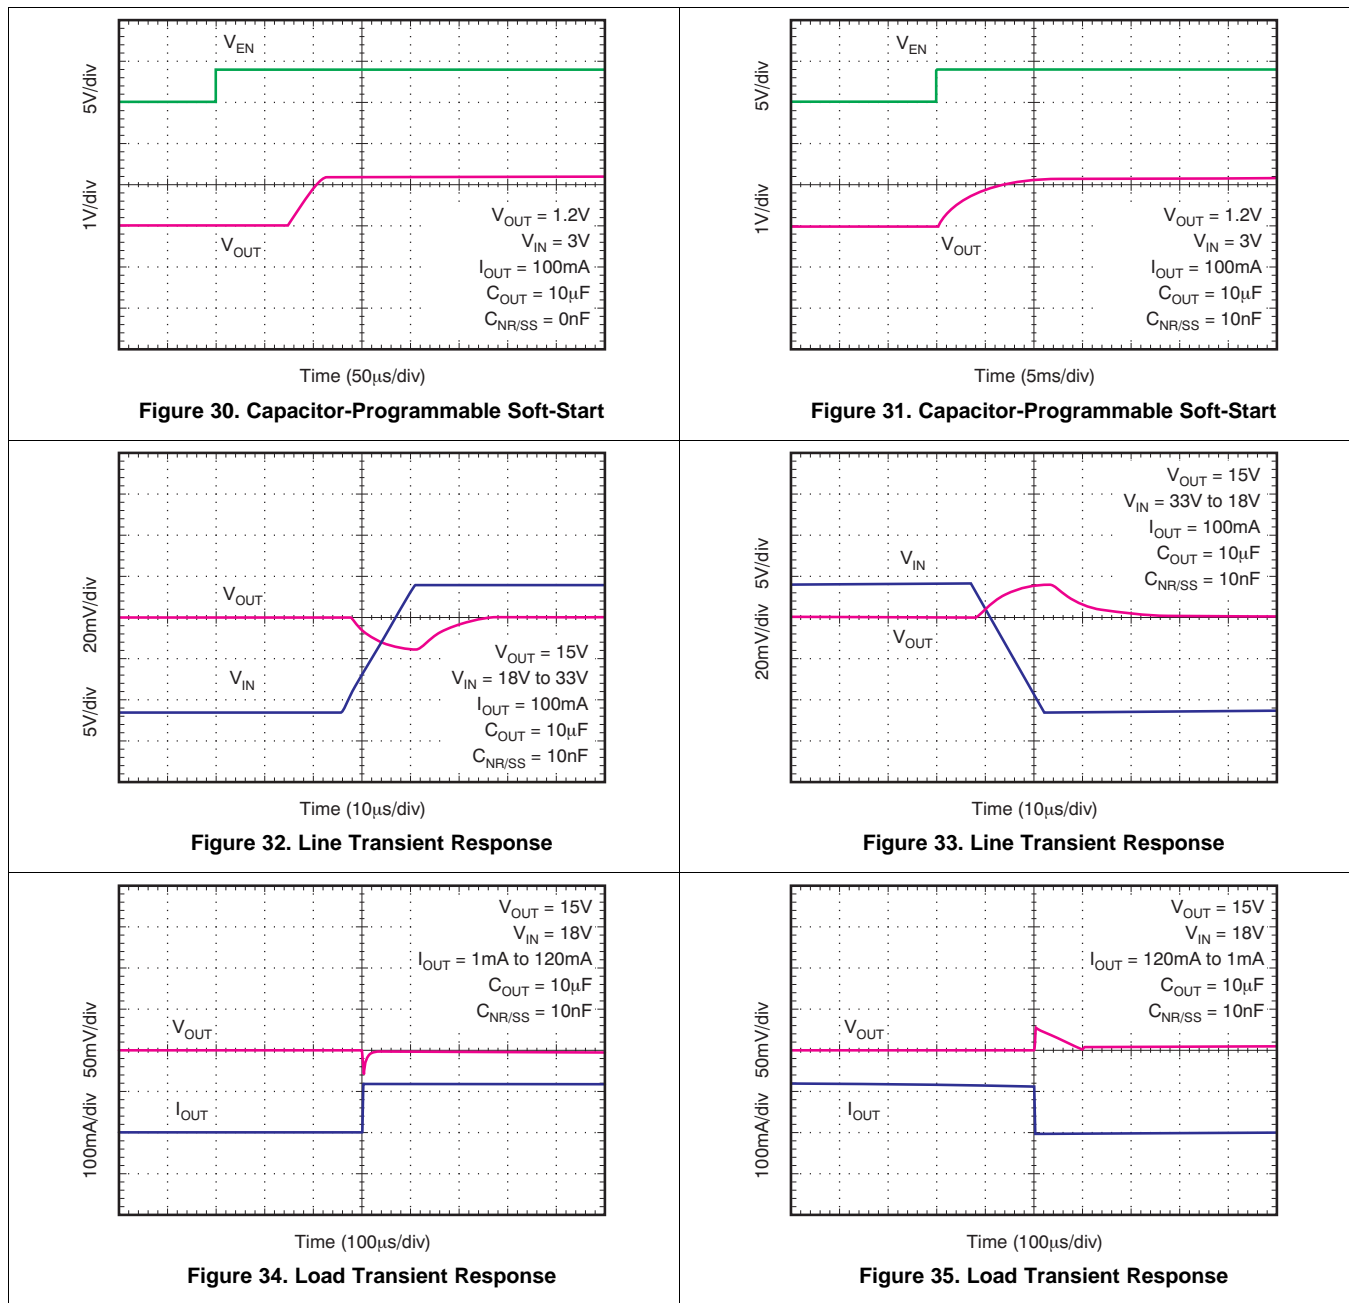 5V/div
1V/div
V_EN
V_OUT
V_OUT = 1.2V
V_IN = 3V
I_OUT = 100mA
C_OUT = 10μF
C_NR/SS = 0nF
Time (50μs/div)
Figure 30. Capacitor-Programmable Soft-Start
5V/div
1V/div
V_EN
V_OUT
V_OUT = 1.2V
V_IN = 3V
I_OUT = 100mA
C_OUT = 10μF
C_NR/SS = 10nF
Time (5ms/div)
Figure 31. Capacitor-Programmable Soft-Start
20mV/div
5V/div
V_OUT
V_IN
V_OUT = 15V
V_IN = 18V to 33V
I_OUT = 100mA
C_OUT = 10μF
C_NR/SS = 10nF
Time (10μs/div)
Figure 32. Line Transient Response
5V/div
20mV/div
V_IN
V_OUT
V_OUT = 15V
V_IN = 33V to 18V
I_OUT = 100mA
C_OUT = 10μF
C_NR/SS = 10nF
Time (10μs/div)
Figure 33. Line Transient Response
50mV/div
100mA/div
V_OUT
I_OUT
V_OUT = 15V
V_IN = 18V
I_OUT = 1mA to 120mA
C_OUT = 10μF
C_NR/SS = 10nF
Time (100μs/div)
Figure 34. Load Transient Response
50mV/div
100mA/div
V_OUT
I_OUT
V_OUT = 15V
V_IN = 18V
I_OUT = 120mA to 1mA
C_OUT = 10μF
C_NR/SS = 10nF
Time (100μs/div)
Figure 35. Load Transient Response